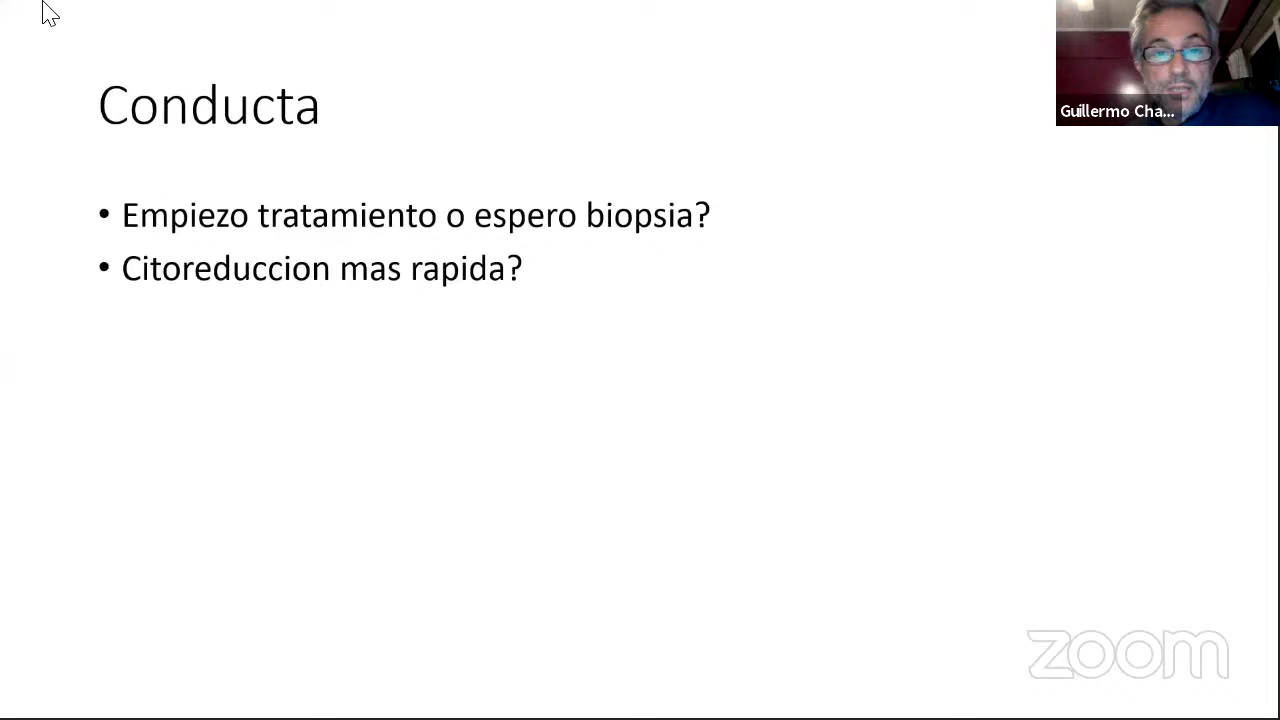 Conducta
Guillermo Cha...
• Empiezo tratamiento o espero biopsia?
• Citoreduccion mas rapida?
zoom